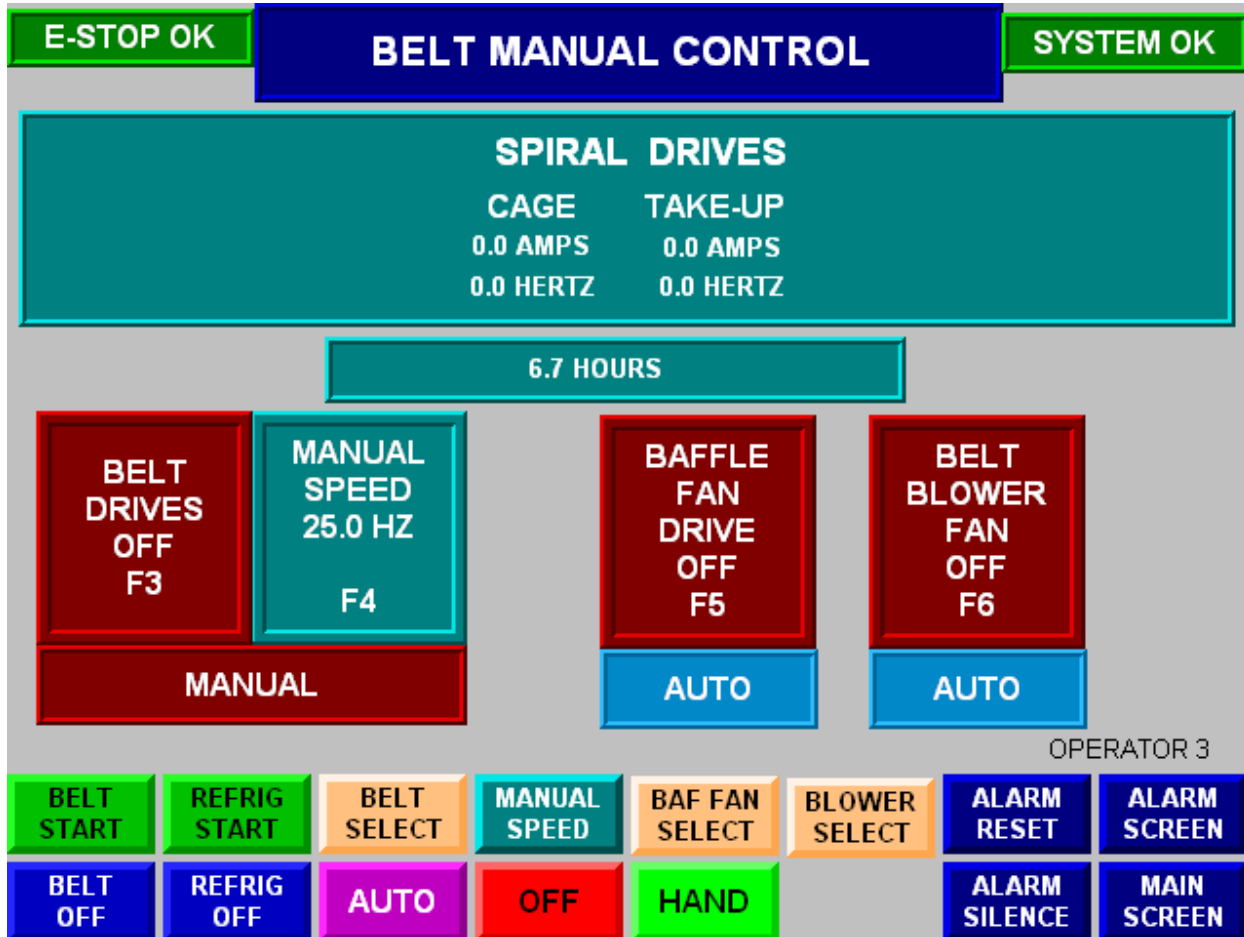 E-STOP OK
BELT MANUAL CONTROL
SYSTEM OK
SPIRAL DRIVES
CAGE TAKE-UP
0.0 AMPS 0.0 AMPS
0.0 HERTZ 0.0 HERTZ
6.7 HOURS
BELT
DRIVES
OFF
F3
MANUAL
SPEED
25.0 HZ
F4
MANUAL
BAFFLE
FAN
DRIVE
OFF
F5
AUTO
BELT
BLOWER
FAN
OFF
F6
AUTO
OPERATOR 3
BELT
START
REFRIG
START
BELT
SELECT
MANUAL
SPEED
BAF FAN
SELECT
BLOWER
SELECT
ALARM
RESET
ALARM
SCREEN
BELT
OFF
REFRIG
OFF
AUTO
OFF
HAND
ALARM
SILENCE
MAIN
SCREEN